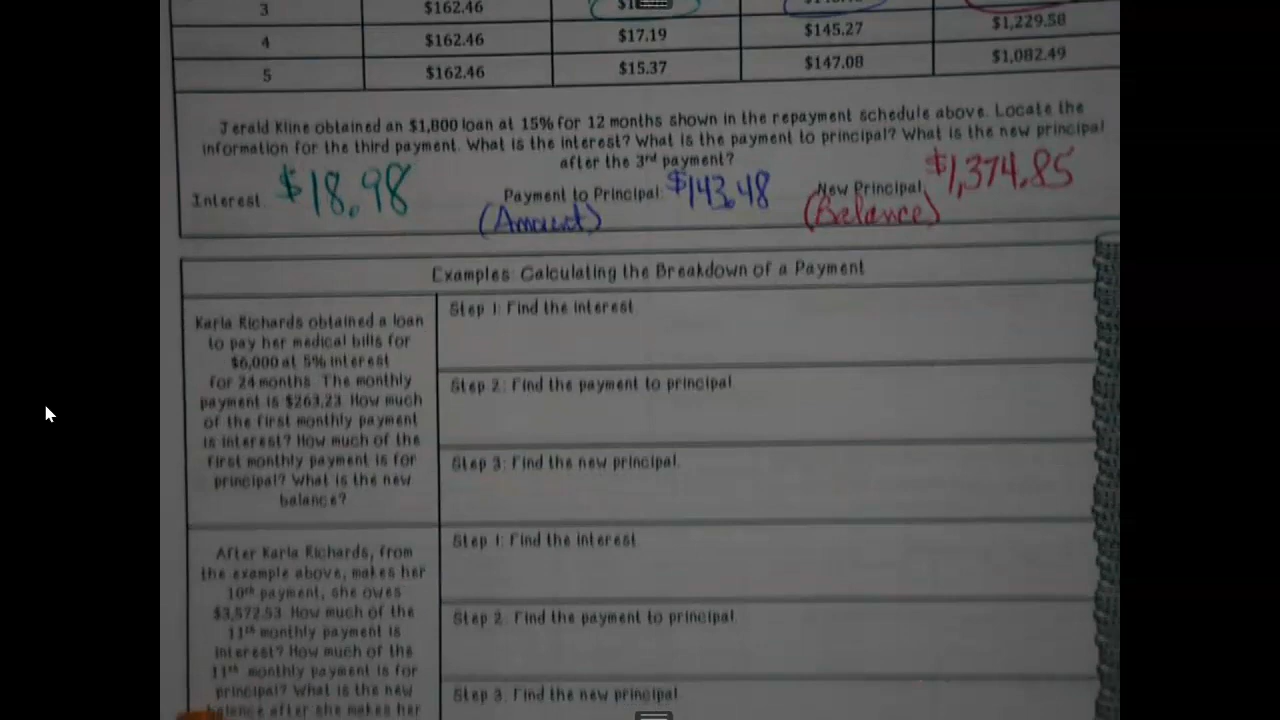 3 $162.46
4 $162.46 $17.19 $145.27 $1,229.58
5 $162.46 $15.37 $147.08 $1,082.49
Jerald Kline obtained an $1,800 loan at 15% for 12 months shown in the repayment schedule above. Locate the
information for the third payment. What is the interest? What is the payment to principal? What is the new principal
after the 3rd payment?
Interest $18.98 Payment to Principal: $143.48 New Principal: $1,374.85
(Amount) (Balance)
Examples: Calculating the Breakdown of a Payment
Karla Richards obtained a loan
to pay her medical bills for
$6,000 at 5% interest
for 24 months. The monthly
payment is $263.23. How much
of the first monthly payment
is interest? How much of the
first monthly payment is for
principal? What is the new
balance?
Step 1: Find the interest
Step 2: Find the payment to principal
Step 3: Find the new principal.
After Karla Richards, from
the example above, makes her
10th payment, she owes
$3,572.53. How much of the
11th monthly payment is
interest? How much of the
11th monthly payment is for
principal? What is the new
balance after she makes her
Step 1: Find the interest
Step 2: Find the payment to principal
Step 3: Find the new principal